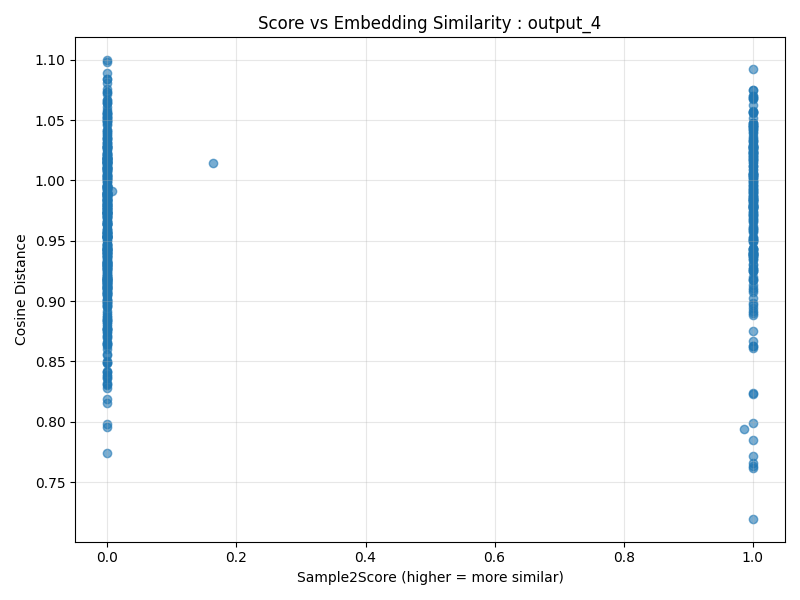 Score vs Embedding Similarity : output_4
1.10
1.05
1.00
0.95
0.90
0.85
0.80
0.75
Cosine Distance
0.0 0.2 0.4 0.6 0.8 1.0
Sample2Score (higher = more similar)